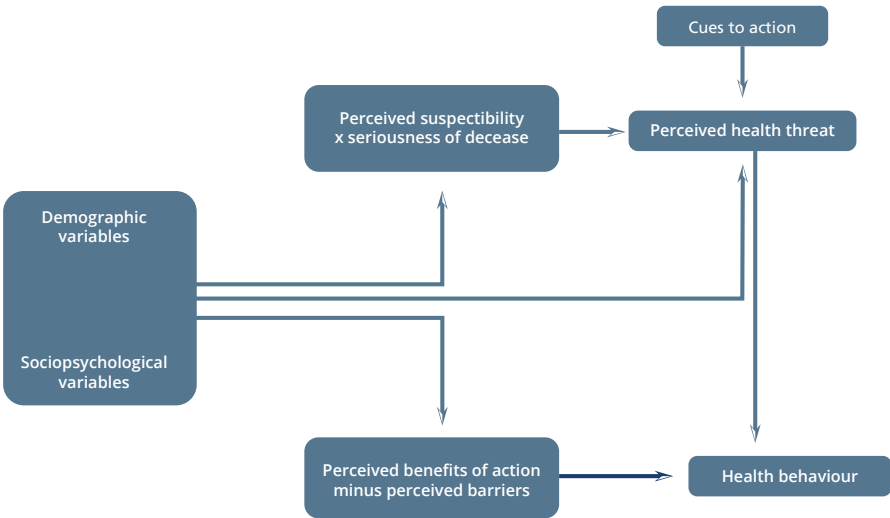 Cues to action
Perceived suspectibility
x seriousness of decease
Perceived health threat
Demographic
variables
Sociopsychological
variables
Perceived benefits of action
minus perceived barriers
Health behaviour